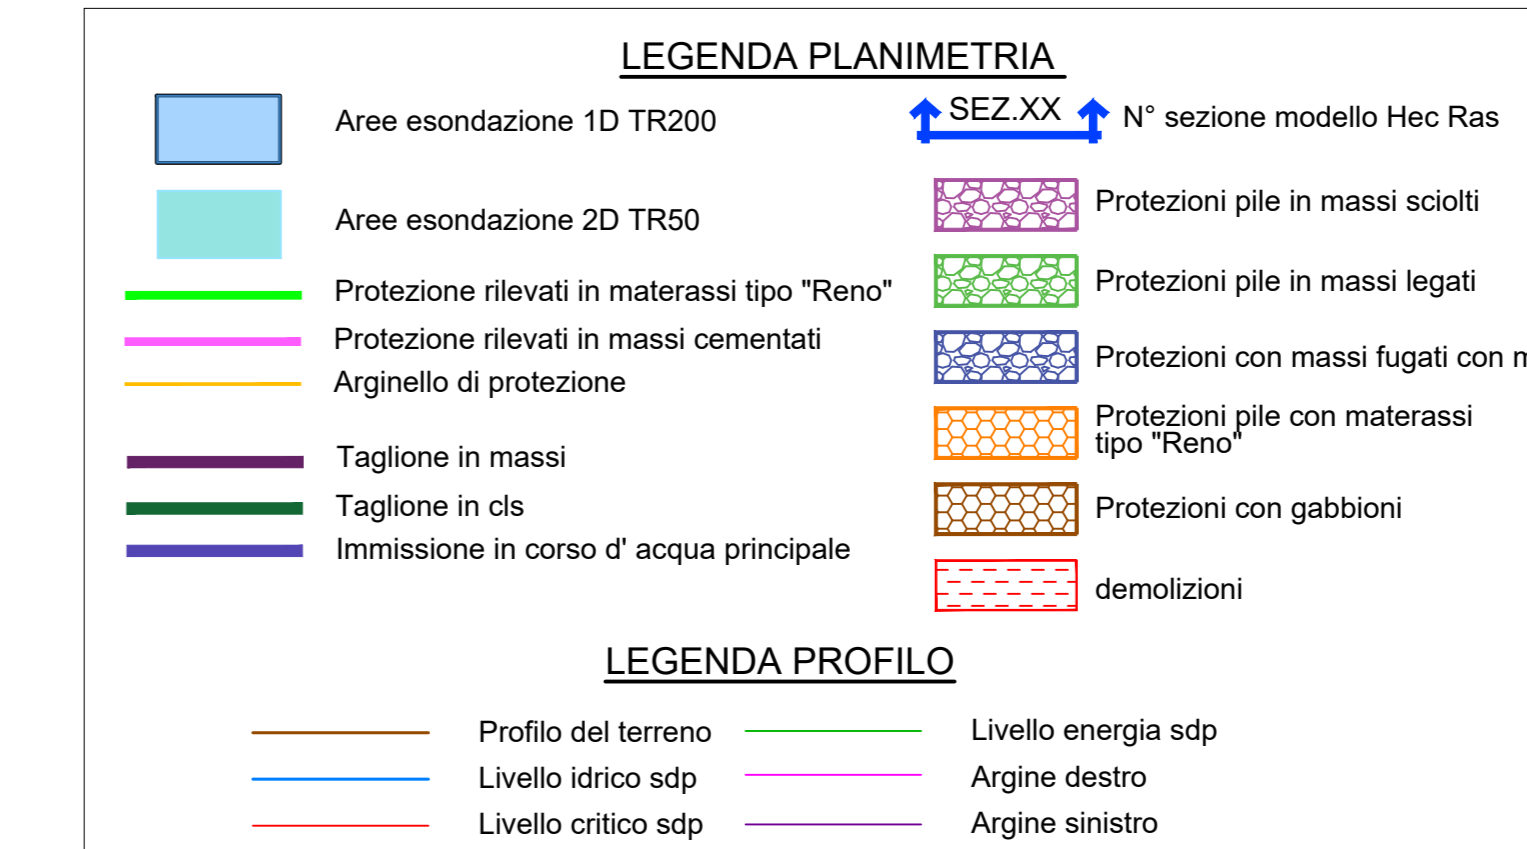 LEGENDA PLANIMETRIA
Aree esondazione 1D TR200
Aree esondazione 2D TR50
Protezione rilevati in materassi tipo "Reno"
Protezione rilevati in massi cementati
Arginello di protezione
Taglione in massi
Taglione in cls
Immissione in corso d' acqua principale
SEZ.XX
N° sezione modello Hec Ras
Protezioni pile in massi sciolti
Protezioni pile in massi legati
Protezioni con massi fugati con
Protezioni pile con materassi
tipo "Reno"
Protezioni con gabbioni
demolizioni
LEGENDA PROFILO
Profilo del terreno
Livello idrico sdp
Livello critico sdp
Livello energia sdp
Argine destro
Argine sinistro